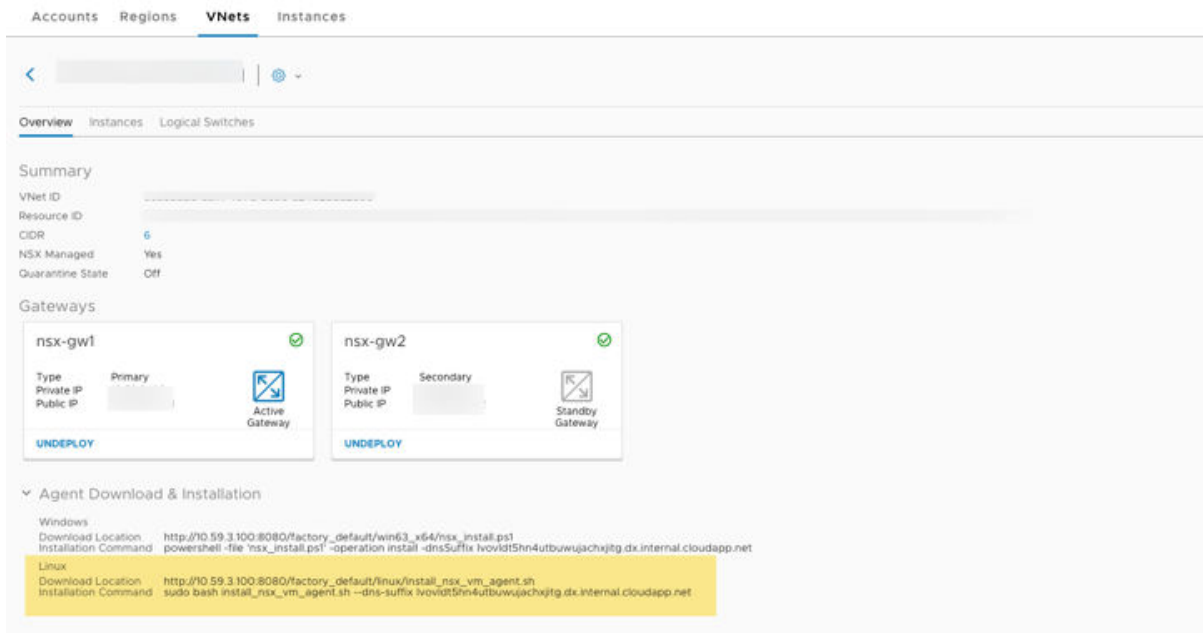 Accounts Regions VNets Instances
Overview Instances Logical Switches
Summary
VNet ID
Resource ID
CIDR 6
NSX Managed Yes
Quarantine State Off
Gateways
nsx-gw1 nsx-gw2
Type Primary Type Secondary
Private IP Private IP
Public IP Public IP
Active Gateway Standby Gateway
UNDEPLOY UNDEPLOY
Agent Download & Installation
Windows
Download Location http://10.59.3.100:8080/factory_default/win63_x64/nsx_install.ps1
Installation Command powershell -file 'nsx_install.ps1' -operation install -dnsSuffix lvovldt5hn4utbuwujachxjitg.dx.internal.cloudapp.net
Linux
Download Location http://10.59.3.100:8080/factory_default/linux/install_nsx_vm_agent.sh
Installation Command sudo bash install_nsx_vm_agent.sh --dns-suffix lvovldt5hn4utbuwujachxjitg.dx.internal.cloudapp.net